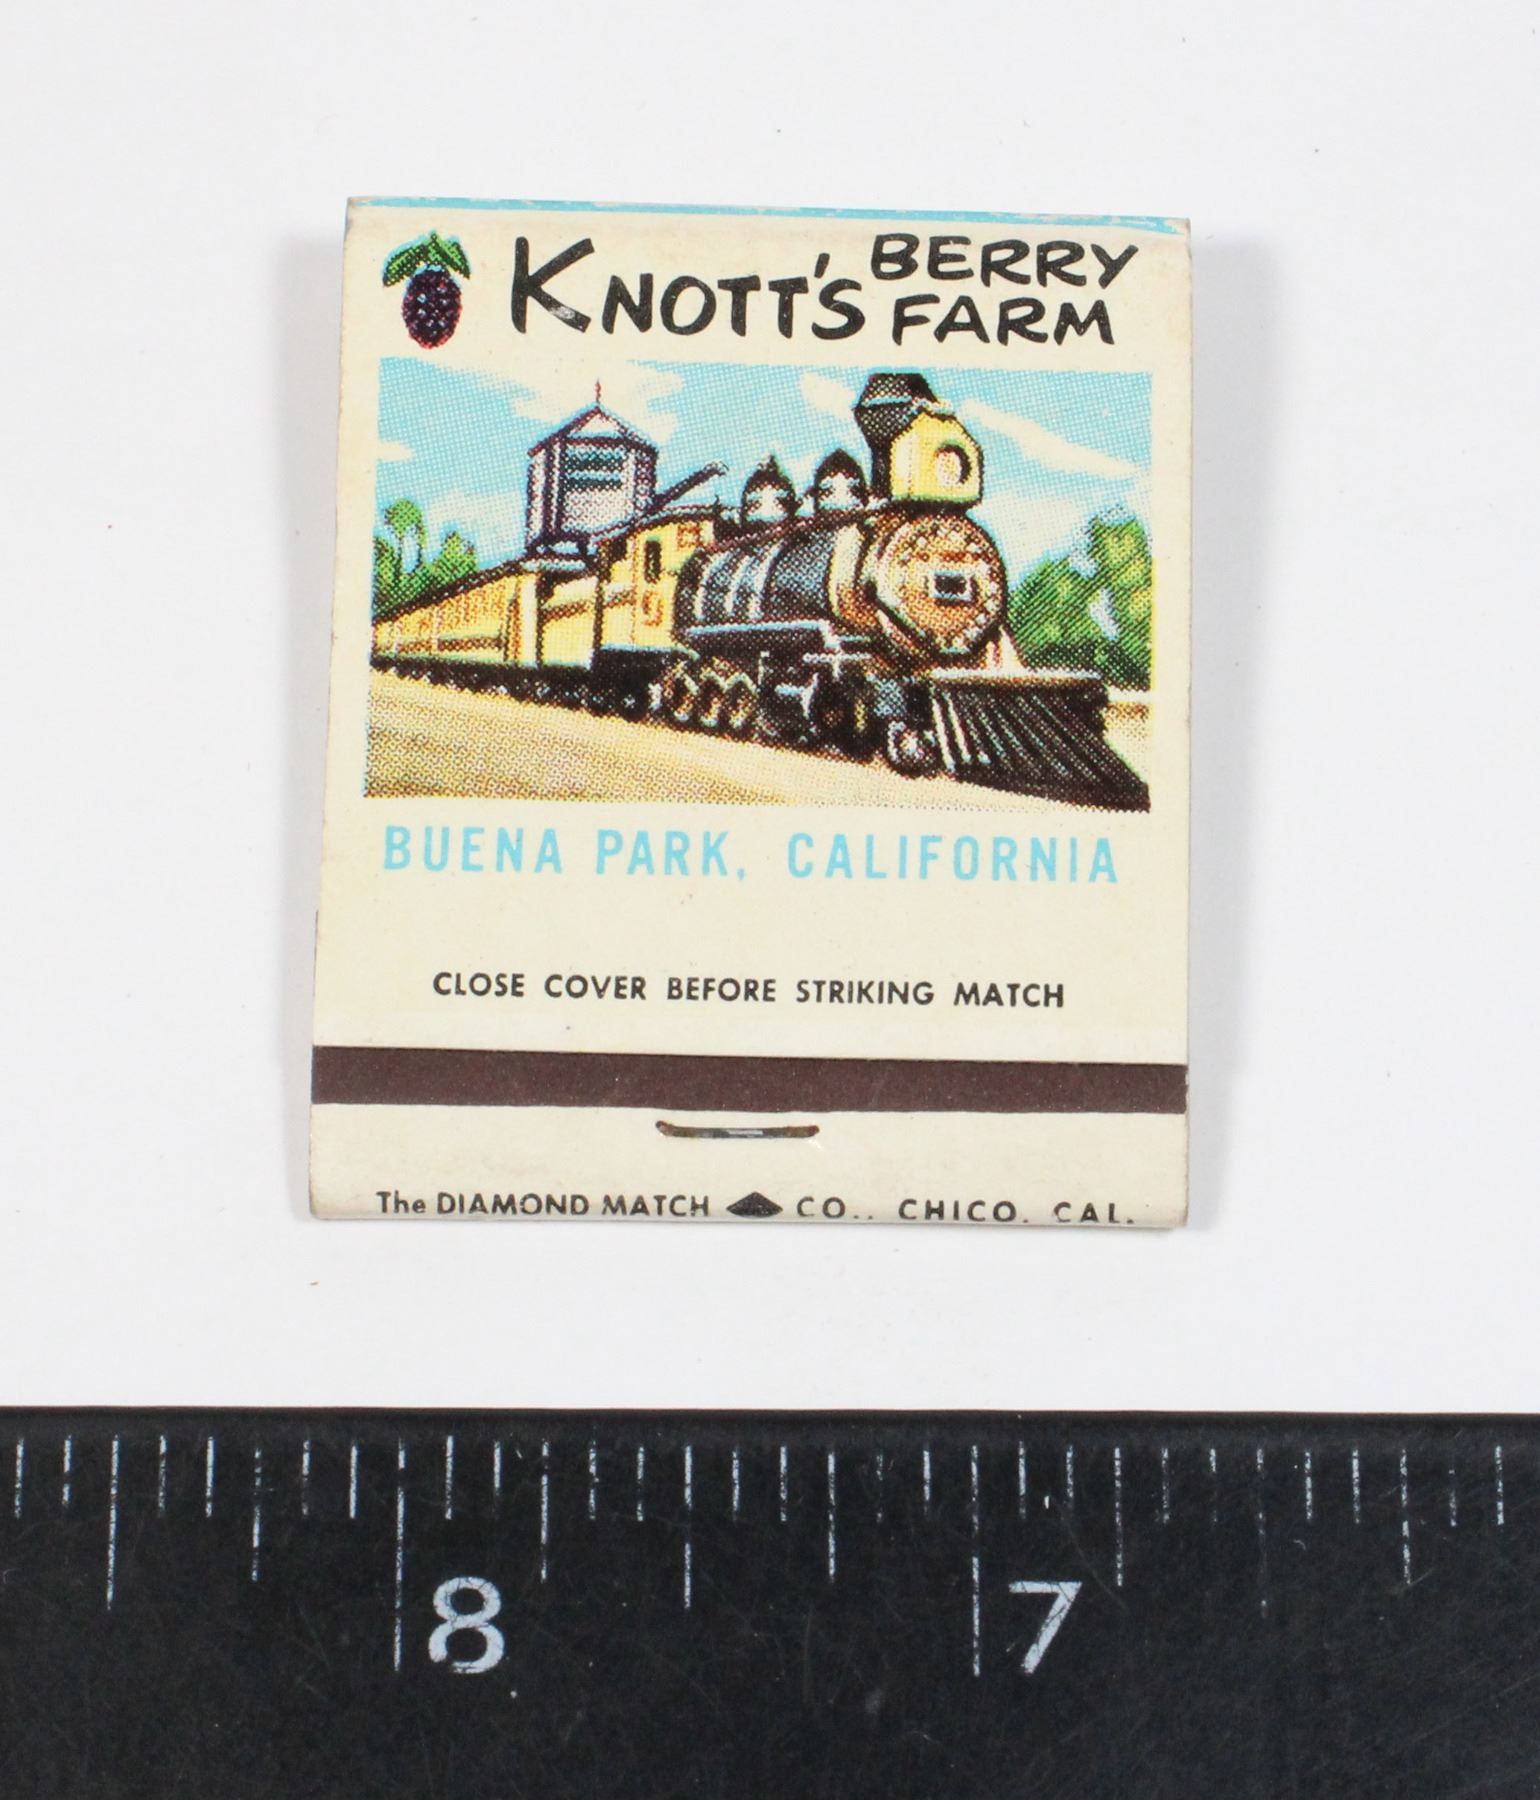 KNOTT'S BERRY FARM
BUENA PARK, CALIFORNIA
CLOSE COVER BEFORE STRIKING MATCH
The DIAMOND MATCH CO., CHICO, CAL.
8 7